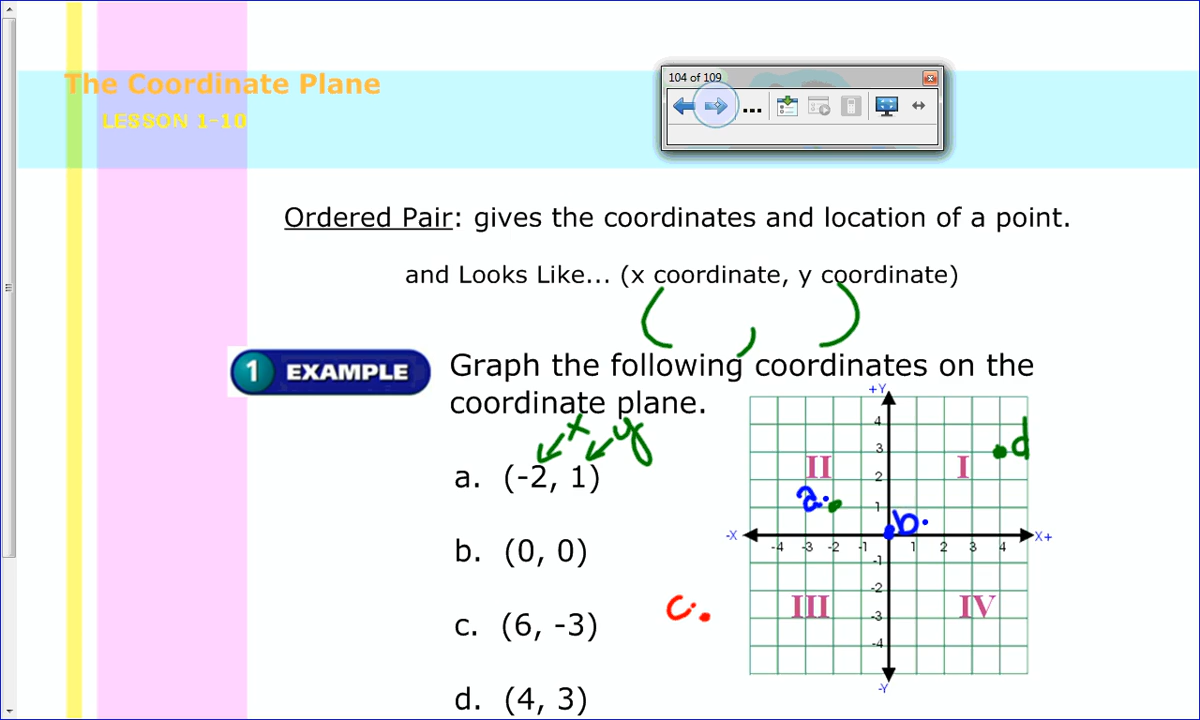 The Coordinate Plane
LESSON 1-10
104 of 109
...
Ordered Pair: gives the coordinates and location of a point.
and Looks Like... (x coordinate, y coordinate)
( , )
1 EXAMPLE
Graph the following coordinates on the
coordinate plane.
x y
a. (-2, 1)
b. (0, 0)
c. (6, -3)
d. (4, 3)
+Y
4
3
2
1
II
I
d
a.
b.
-X
X+
-4 -3 -2 -1 1 2 3 4
-1
-2
-3
-4
III
IV
c.
-Y